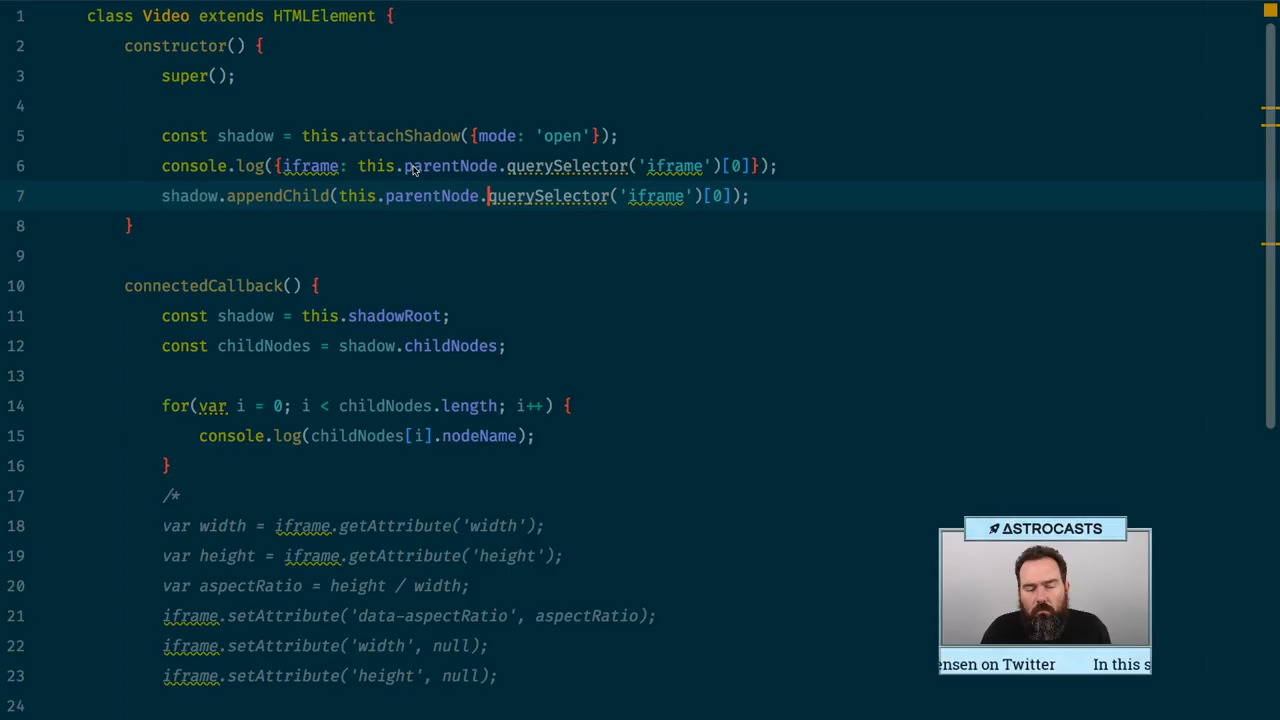 1 class Video extends HTMLElement {
2 constructor() {
3 super();
4
5 const shadow = this.attachShadow({mode: 'open'});
6 console.log({iframe: this.parentNode.querySelector('iframe')[0]});
7 shadow.appendChild(this.parentNode.querySelector('iframe')[0]);
8 }
9
10 connectedCallback() {
11 const shadow = this.shadowRoot;
12 const childNodes = shadow.childNodes;
13
14 for(var i = 0; i < childNodes.length; i++) {
15 console.log(childNodes[i].nodeName);
16 }
17 /*
18 var width = iframe.getAttribute('width');
19 var height = iframe.getAttribute('height');
20 var aspectRatio = height / width;
21 iframe.setAttribute('data-aspectRatio', aspectRatio);
22 iframe.setAttribute('width', null);
23 iframe.setAttribute('height', null);
24
ΔSTROCASTS
ensen on Twitter In this s